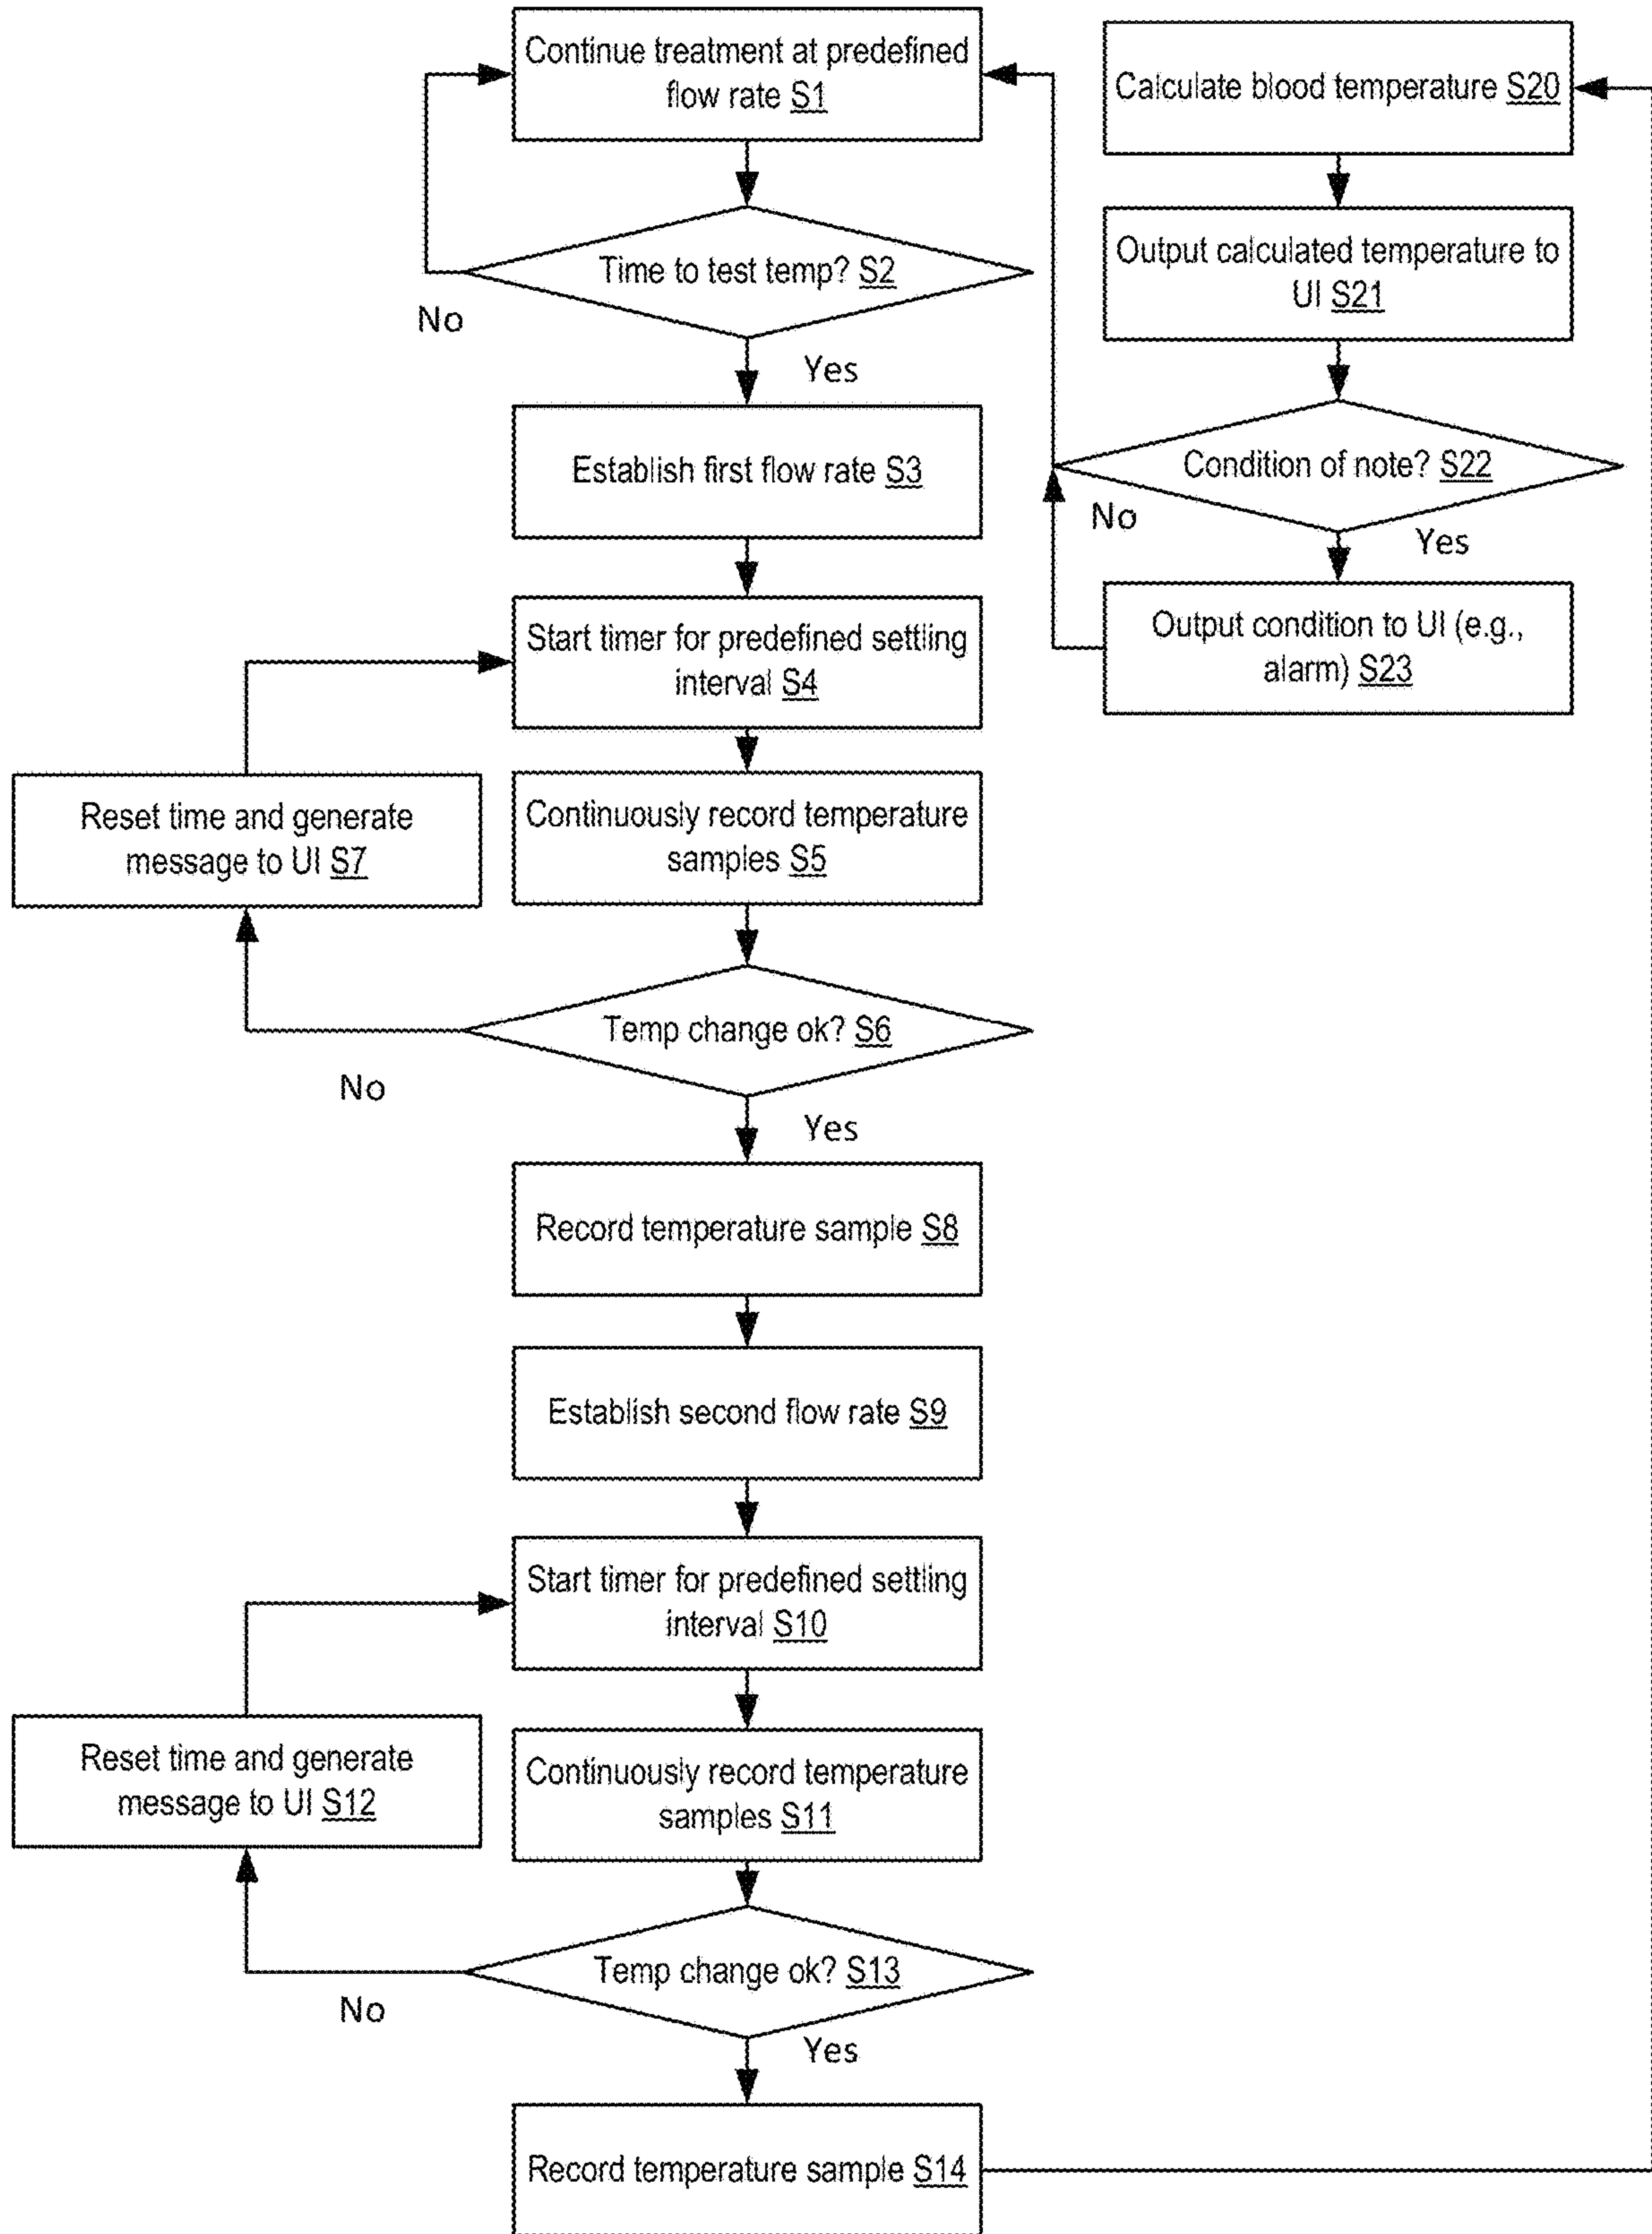 Continue treatment at predefined
flow rate S1
Time to test temp? S2
No
Yes
Establish first flow rate S3
Start timer for predefined settling
interval S4
Continuously record temperature
samples S5
Reset time and generate
message to UI S7
Temp change ok? S6
No
Yes
Record temperature sample S8
Establish second flow rate S9
Start timer for predefined settling
interval S10
Continuously record temperature
samples S11
Reset time and generate
message to UI S12
Temp change ok? S13
No
Yes
Record temperature sample S14
Calculate blood temperature S20
Output calculated temperature to
UI S21
Condition of note? S22
No
Yes
Output condition to UI (e.g.,
alarm) S23